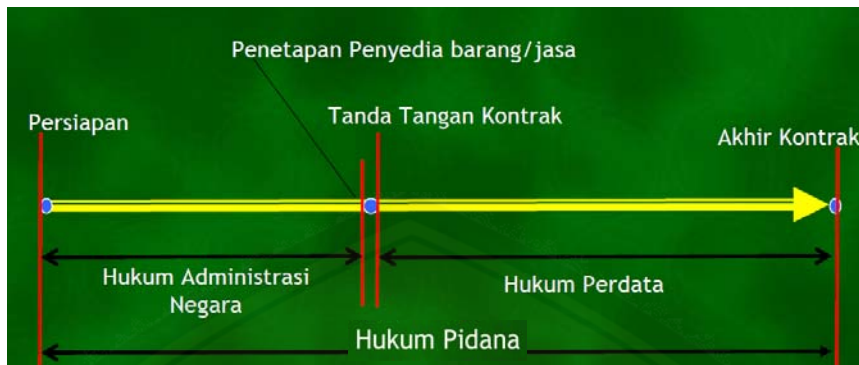 Penetapan Penyedia barang/jasa
Persiapan
Tanda Tangan Kontrak
Akhir Kontrak
Hukum Administrasi
Negara
Hukum Perdata
Hukum Pidana